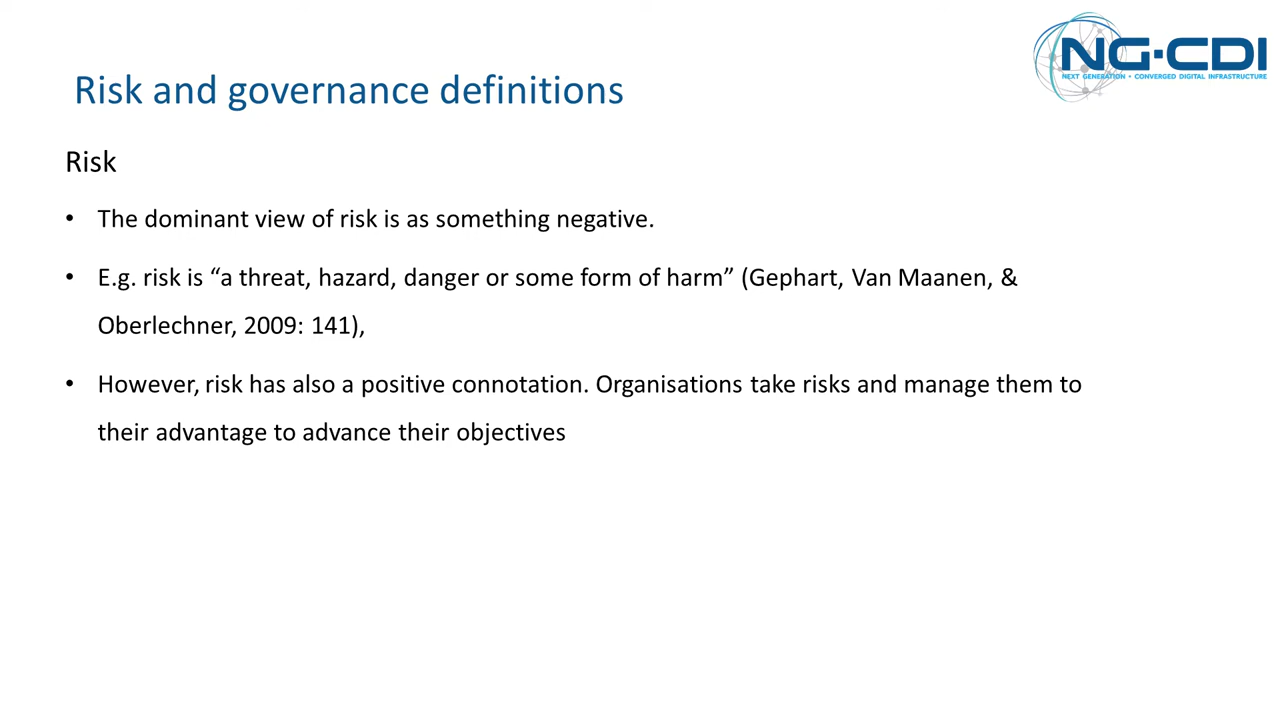 NG-CDI
NEXT GENERATION • CONVERGED DIGITAL INFRASTRUCTURE
Risk and governance definitions
Risk
• The dominant view of risk is as something negative.
• E.g. risk is “a threat, hazard, danger or some form of harm” (Gephart, Van Maanen, &
Oberlechner, 2009: 141),
• However, risk has also a positive connotation. Organisations take risks and manage them to
their advantage to advance their objectives